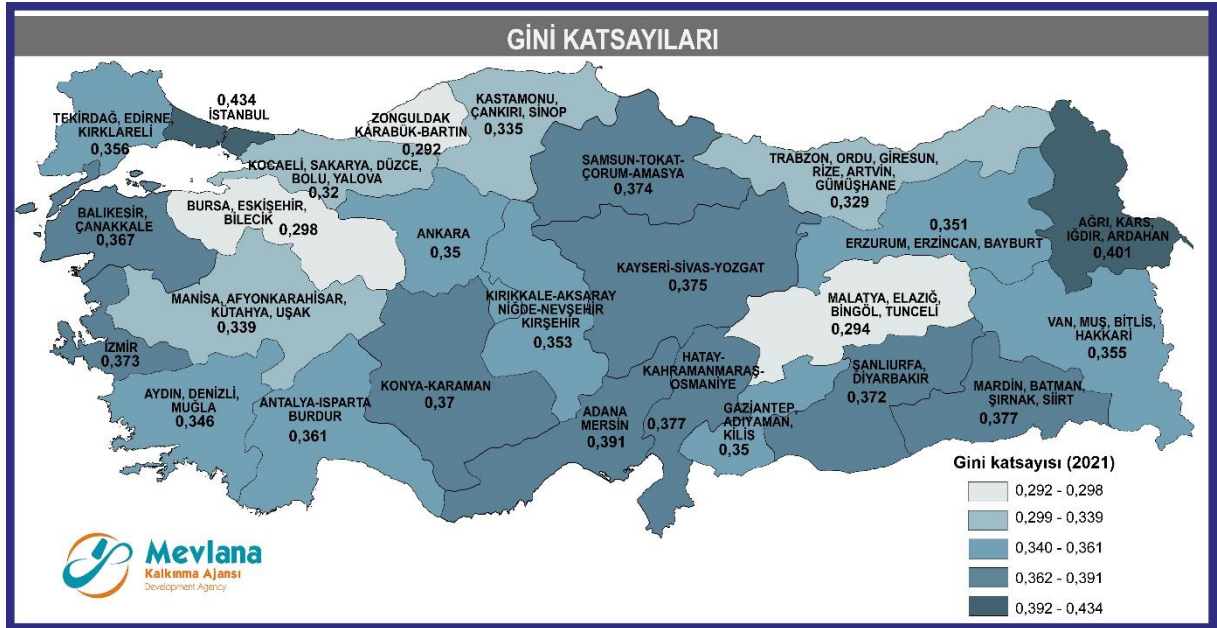 GİNİ KATSAYILARI
0,434
İSTANBUL
TEKİRDAĞ, EDİRNE,
KIRKLARELİ
0,356
ZONGULDAK
KARABÜK-BARTIN
0,292
KASTAMONU,
ÇANKIRI, SİNOP
0,335
KOCAELİ, SAKARYA, DÜZCE,
BOLU, YALOVA
0,32
SAMSUN-TOKAT-
ÇORUM-AMASYA
0,374
TRABZON, ORDU, GİRESUN,
RİZE, ARTVİN,
GÜMÜŞHANE
0,329
BALIKESİR,
ÇANAKKALE
0,367
BURSA, ESKİŞEHİR,
BİLECİK
0,298
ANKARA
0,35
0,351
ERZURUM, ERZİNCAN, BAYBURT
AĞRI, KARS,
IĞDIR, ARDAHAN
0,401
KAYSERİ-SİVAS-YOZGAT
0,375
MANİSA, AFYONKARAHİSAR,
KÜTAHYA, UŞAK
0,339
KIRIKKALE-AKSARAY
NİĞDE-NEVŞEHİR
KIRŞEHİR
0,353
MALATYA, ELAZIĞ,
BİNGÖL, TUNCELİ
0,294
VAN, MUŞ, BİTLİS,
HAKKARİ
0,355
İZMİR
0,373
HATAY-
KAHRAMANMARAŞ-
OSMANİYE
0,377
ŞANLIURFA,
DİYARBAKIR
0,372
AYDIN, DENİZLİ,
MUĞLA
0,346
ANTALYA-ISPARTA
BURDUR
0,361
KONYA-KARAMAN
0,37
ADANA
MERSİN
0,391
GAZİANTEP,
ADIYAMAN,
KİLİS
0,35
MARDİN, BATMAN,
ŞIRNAK, SİİRT
0,377
Gini katsayısı (2021)
0,292 - 0,298
0,299 - 0,339
0,340 - 0,361
0,362 - 0,391
0,392 - 0,434
Mevlana
Kalkınma Ajansı
Development Agency